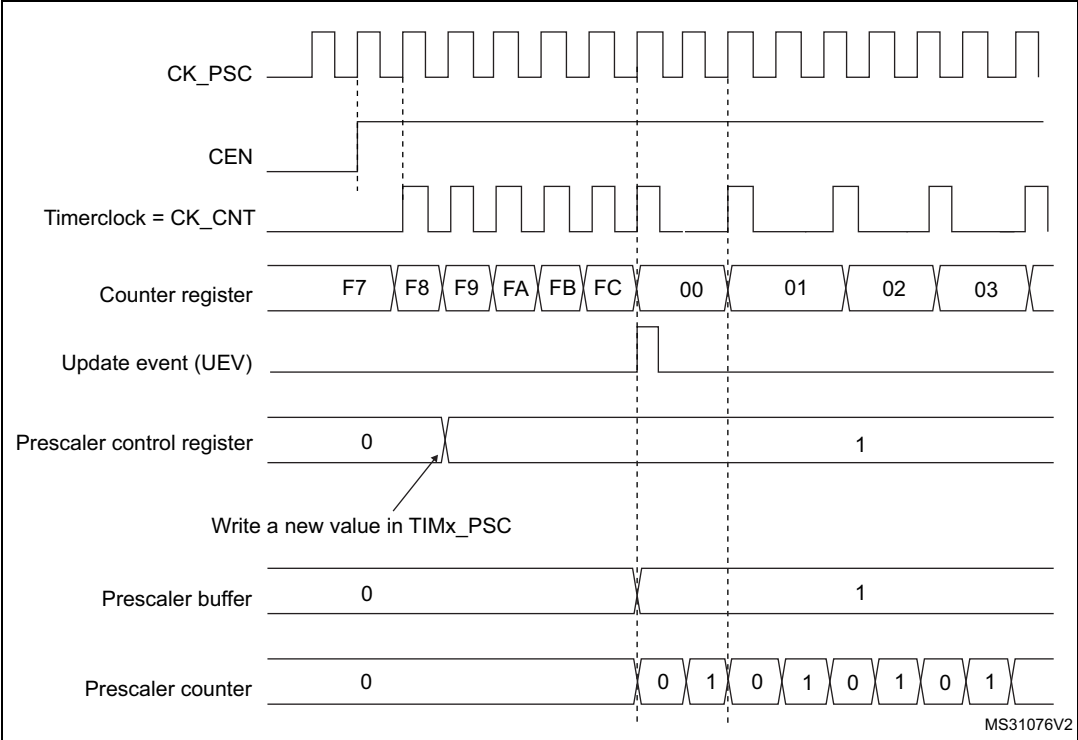 CK_PSC
CEN
Timerclock = CK_CNT
Counter register F7 F8 F9 FA FB FC 00 01 02 03
Update event (UEV)
Prescaler control register 0 1
Write a new value in TIMx_PSC
Prescaler buffer 0 1
Prescaler counter 0 0 1 0 1 0 1 0 1
MS31076V2